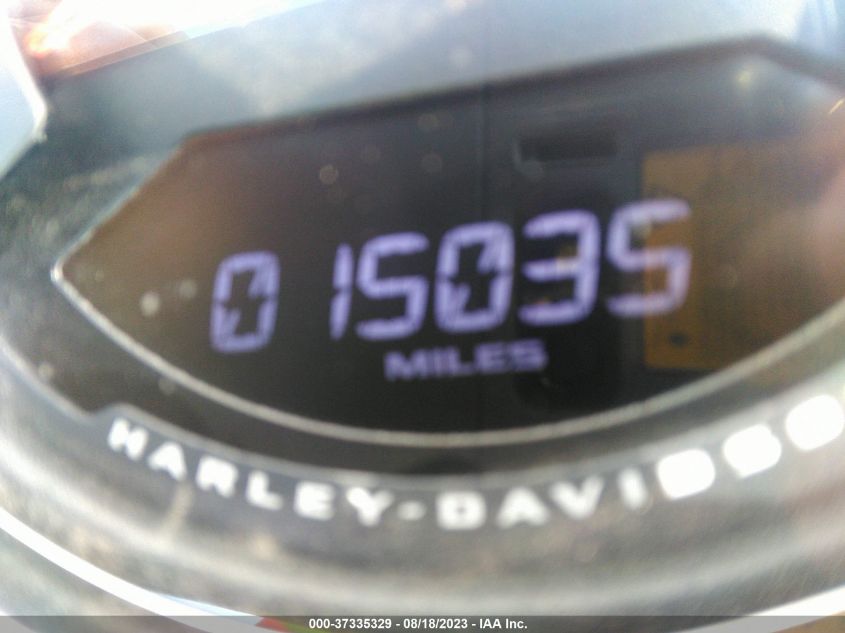 015035
MILES
HARLEY-DAVIDSON
000-37335329 - 08/18/2023 - IAA Inc.